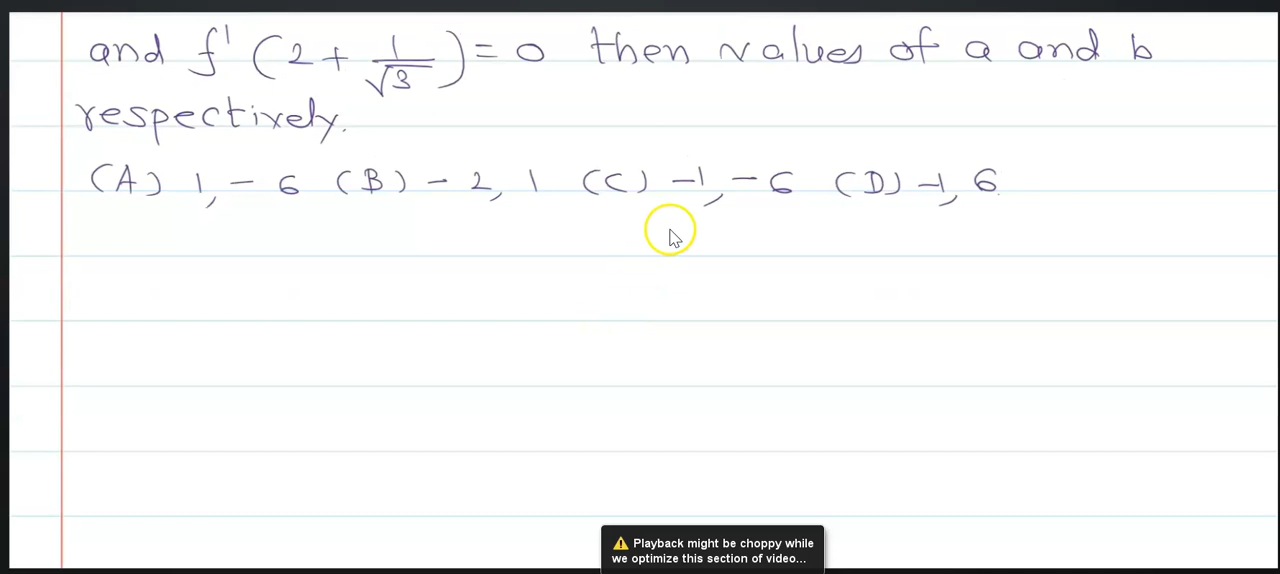 and f'(2 + 1/√3) = 0 then values of a and b
respectively.
(A) 1, -6 (B) -2, 1 (C) -1, -6 (D) -1, 6.
⚠ Playback might be choppy while
we optimize this section of video...